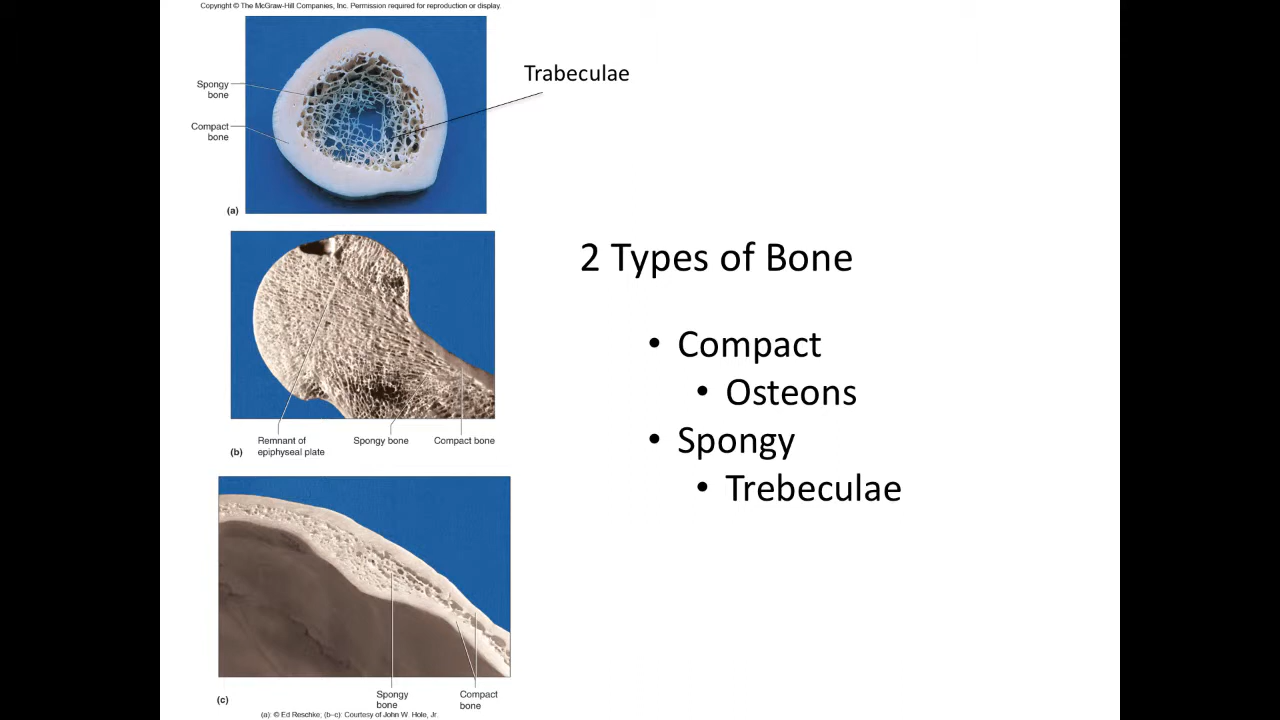 Copyright © The McGraw-Hill Companies, Inc. Permission required for reproduction or display.
Trabeculae
Spongy
bone
Compact
bone
(a)
2 Types of Bone
• Compact
• Osteons
• Spongy
• Trebeculae
Remnant of
epiphyseal plate
Spongy bone
Compact bone
(b)
Spongy
bone
Compact
bone
(c)
(a): © Ed Reschke; (b–c): Courtesy of John W. Hole, Jr.